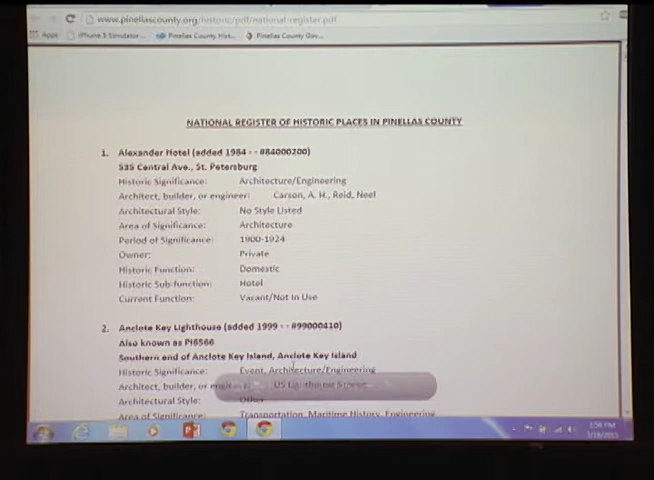 www.pinellascounty.org/historic/pdf/national-register.pdf
Apps iPhone 5 Simulator... Pinellas County Hist... Pinellas County Gov...
NATIONAL REGISTER OF HISTORIC PLACES IN PINELLAS COUNTY
1. Alexander Hotel (added 1984 - - #84000200)
535 Central Ave., St. Petersburg
Historic Significance: Architecture/Engineering
Architect, builder, or engineer: Carson, A. H., Reid, Neel
Architectural Style: No Style Listed
Area of Significance: Architecture
Period of Significance: 1900-1924
Owner: Private
Historic Function: Domestic
Historic Sub-function: Hotel
Current Function: Vacant/Not In Use
2. Anclote Key Lighthouse (added 1999 - - #99000410)
Also known as PI8566
Southern end of Anclote Key Island, Anclote Key Island
Historic Significance: Event, Architecture/Engineering
Architect, builder, or US Lighthouse
Architectural Style: Other
Area of Significance: Transportation, Maritime History, Engineering